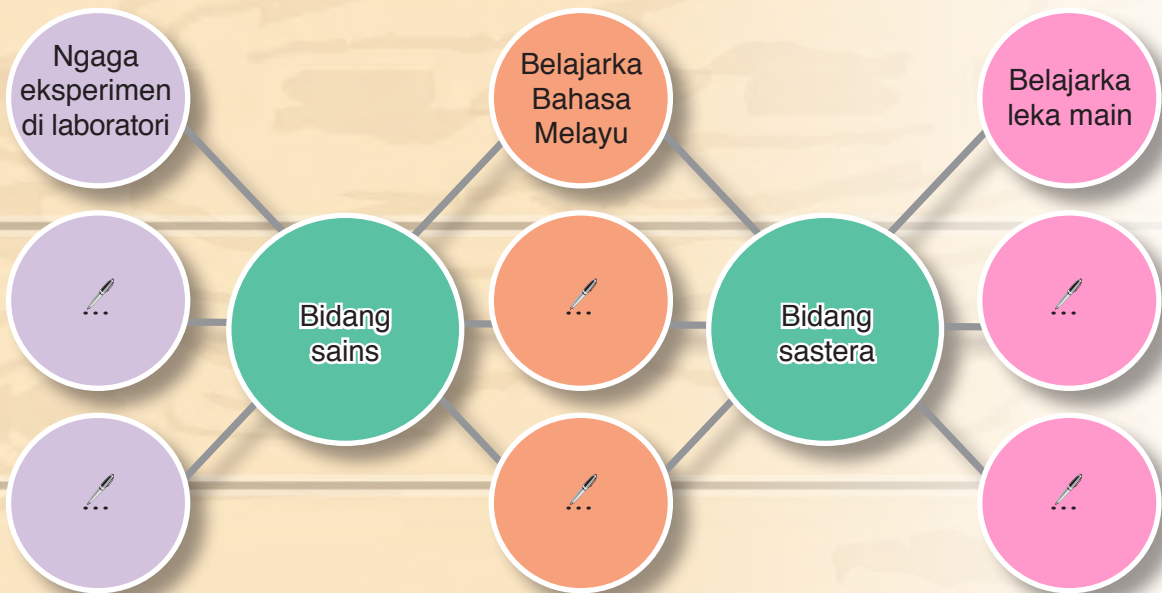 Ngaga
eksperimen
di laboratori
Belajarka
Bahasa
Melayu
Belajarka
leka main
...
Bidang
sains
...
Bidang
sastera
...
...
...
...